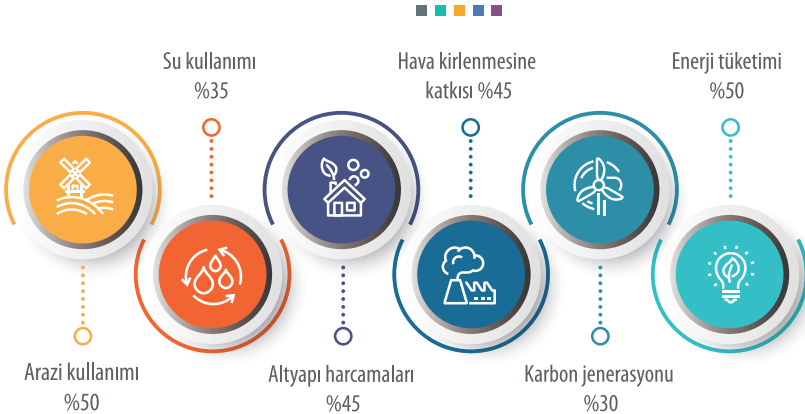 Su kullanımı
%35
Hava kirlenmesine
katkısı %45
Enerji tüketimi
%50
Arazi kullanımı
%50
Altyapı harcamaları
%45
Karbon jenerasyonu
%30